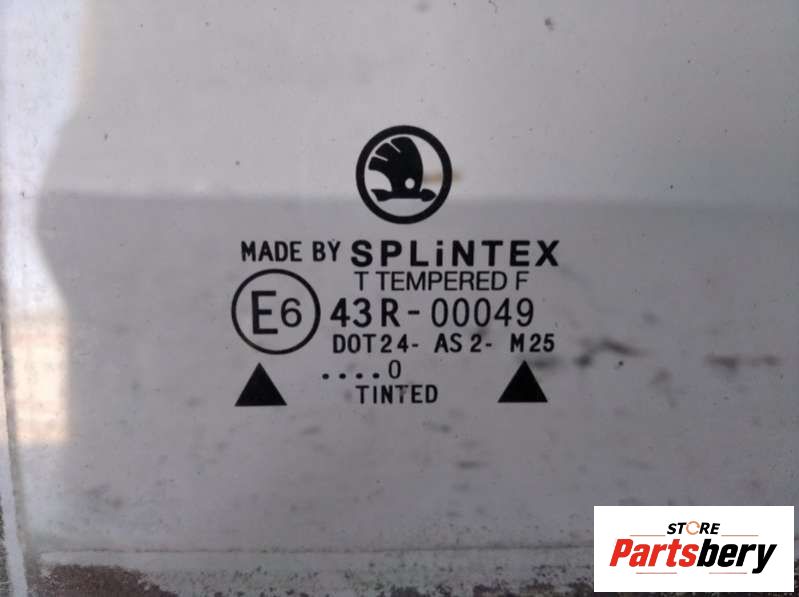 MADE BY SPLiNTEX
T TEMPERED F
E6 43R-00049
DOT24- AS2- M25
....0
TINTED
STORE
Partsbery